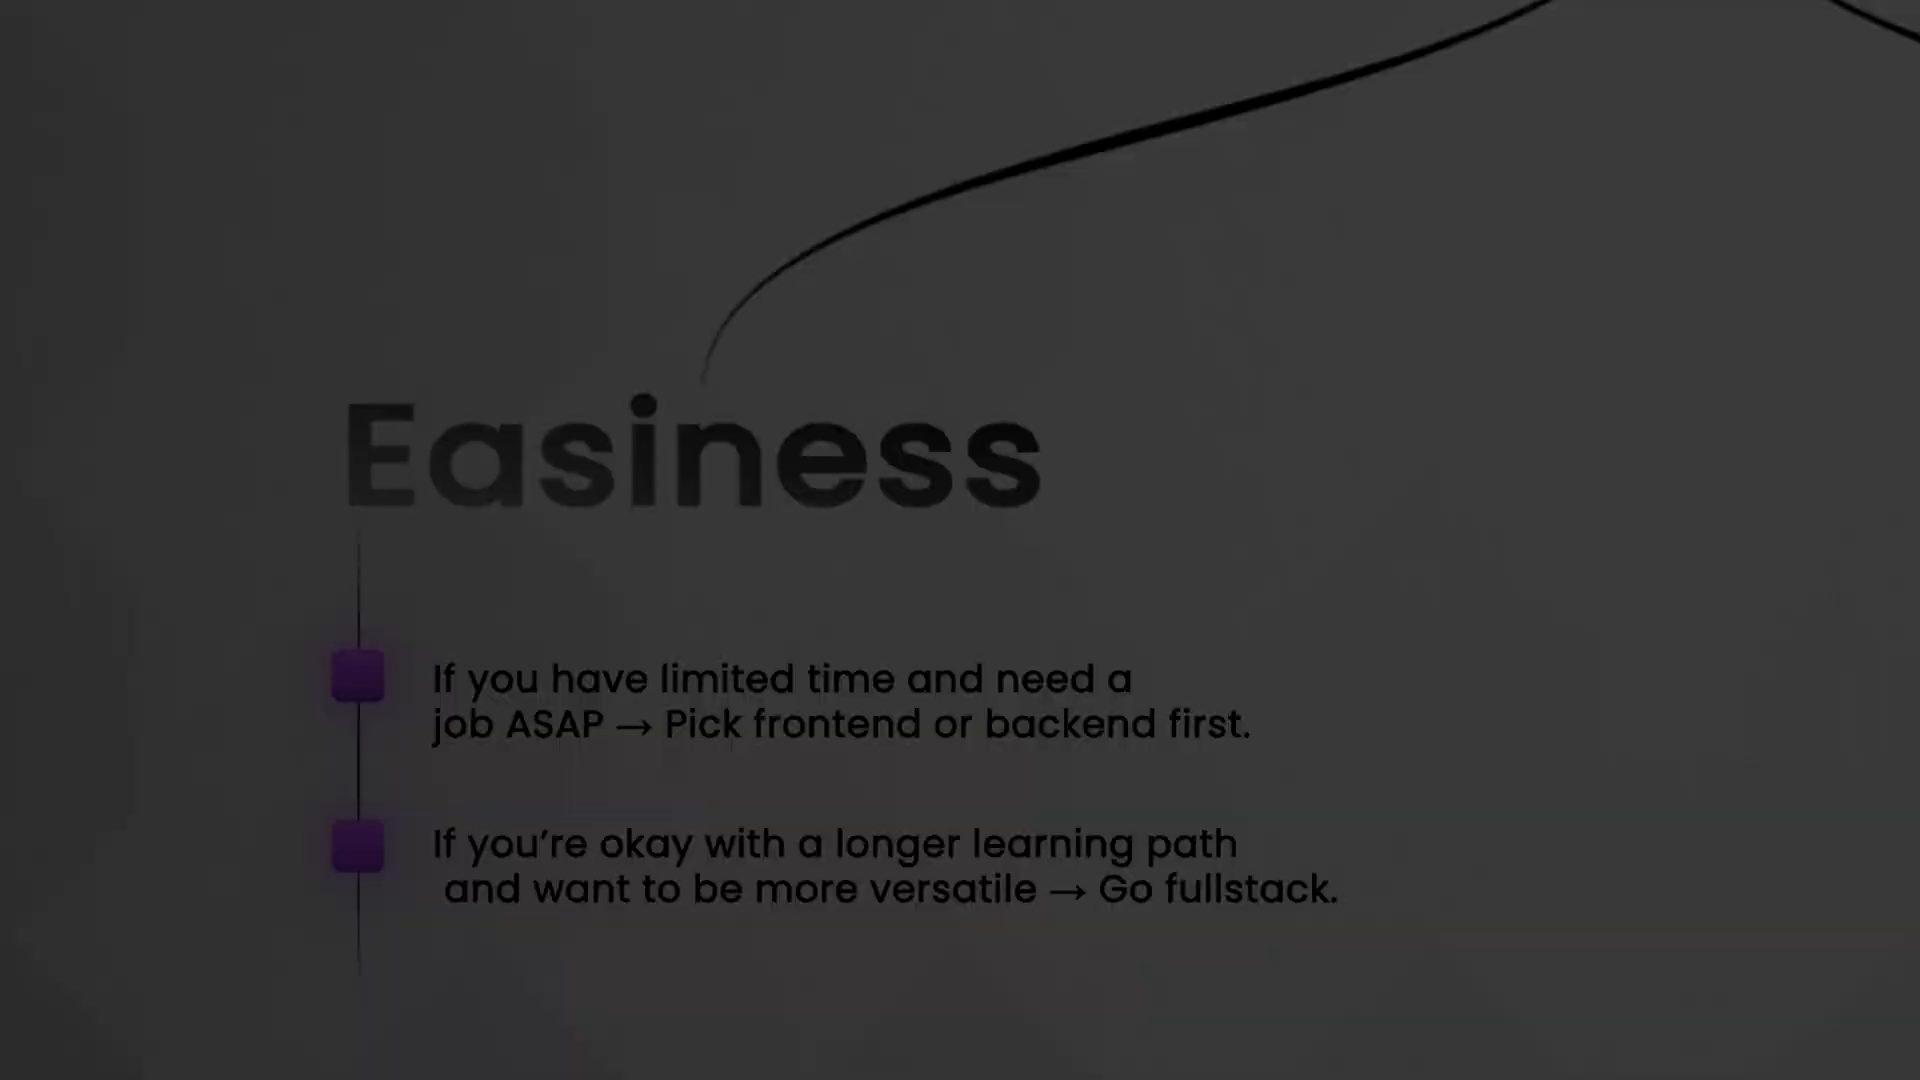 Easiness
If you have limited time and need a
job ASAP → Pick frontend or backend first.
If you’re okay with a longer learning path
and want to be more versatile → Go fullstack.